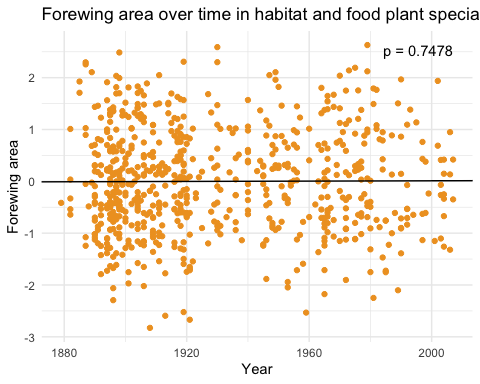 Forewing area over time in habitat and food plant specia
p = 0.7478
Forewing area
2
1
0
-1
-2
-3
1880 1920 1960 2000
Year